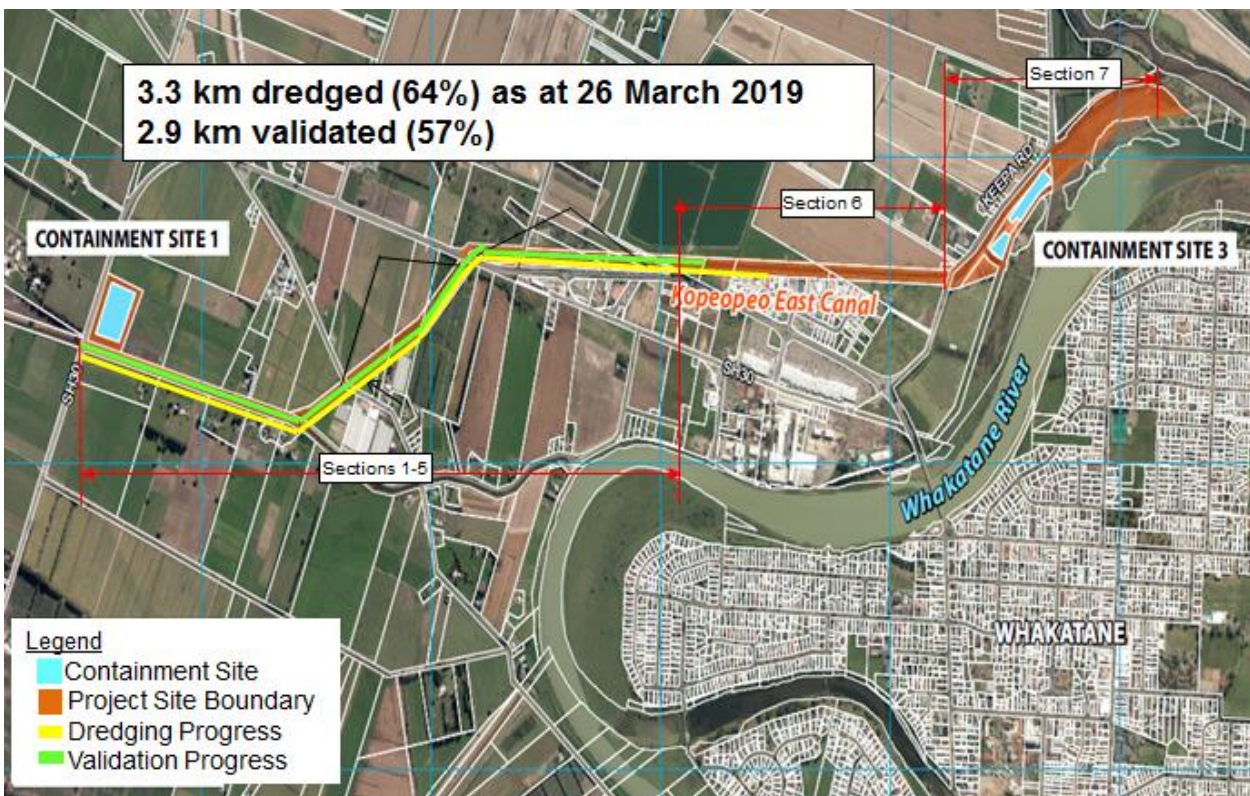 3.3 km dredged (64%) as at 26 March 2019
2.9 km validated (57%)
Section 7
KEEPA RD
Section 6
CONTAINMENT SITE 1
CONTAINMENT SITE 3
Kopeopeo East Canal
SH30
SH30
Whakatane River
Sections 1-5
WHAKATANE
Legend
Containment Site
Project Site Boundary
Dredging Progress
Validation Progress